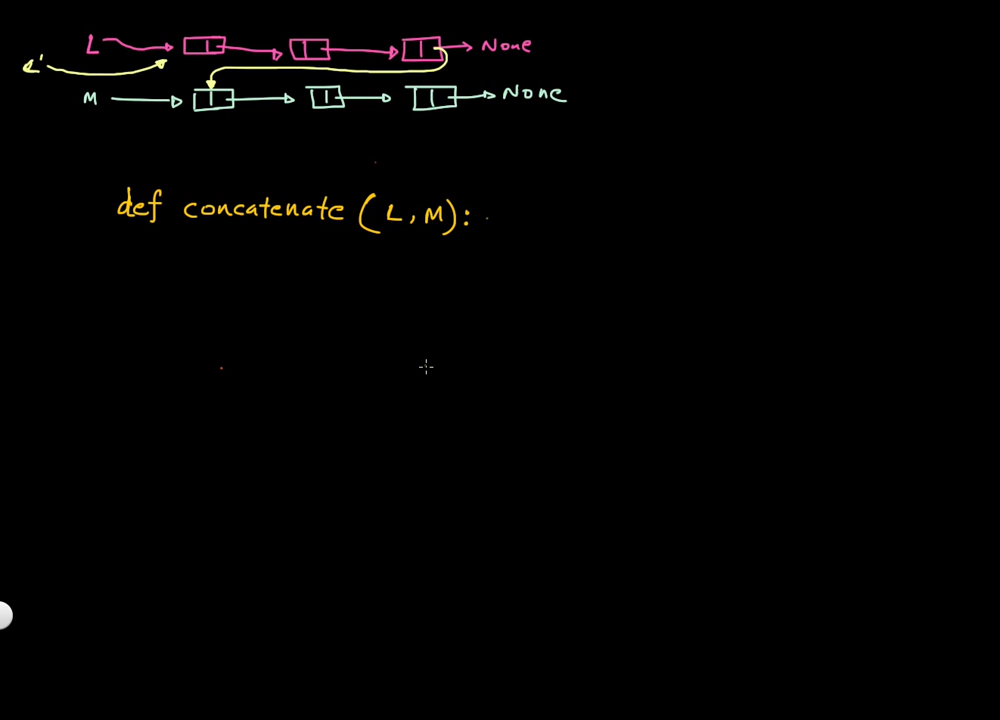 L None
L'
M None
def concatenate (L, M):